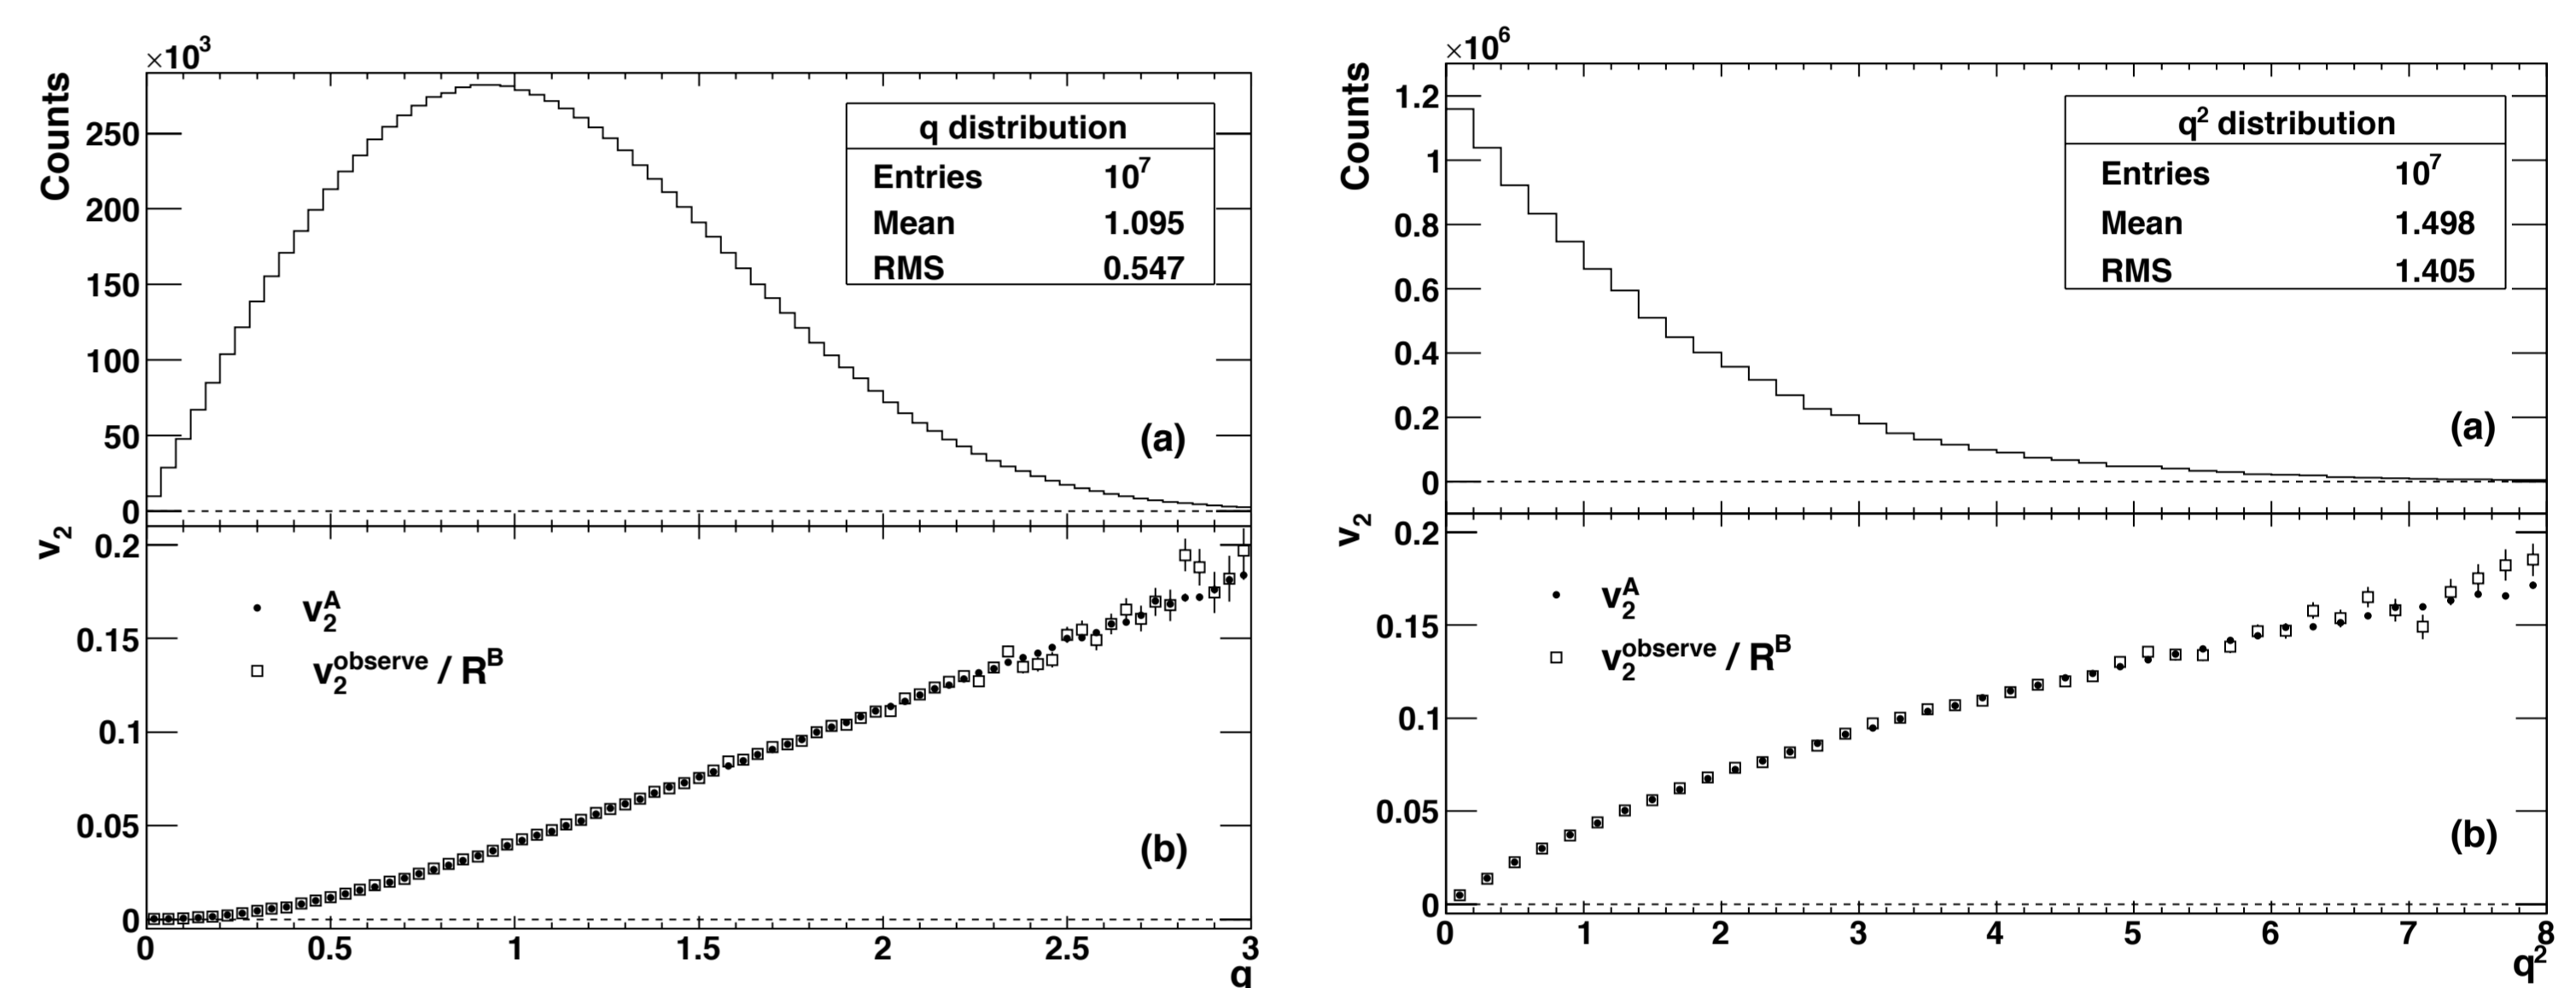 ×10³
Counts
250
200
150
100
50
0
q distribution
Entries 10⁷
Mean 1.095
RMS 0.547
(a)
v₂
0.2
0.15
0.1
0.05
0
v₂ᴬ
v₂ᵒᵇˢᵉʳᵛᵉ / Rᴮ
(b)
0 0.5 1 1.5 2 2.5 3
q
×10⁶
Counts
1.2
1
0.8
0.6
0.4
0.2
0
q² distribution
Entries 10⁷
Mean 1.498
RMS 1.405
(a)
v₂
0.2
0.15
0.1
0.05
0
v₂ᴬ
v₂ᵒᵇˢᵉʳᵛᵉ / Rᴮ
(b)
0 1 2 3 4 5 6 7 8
q²